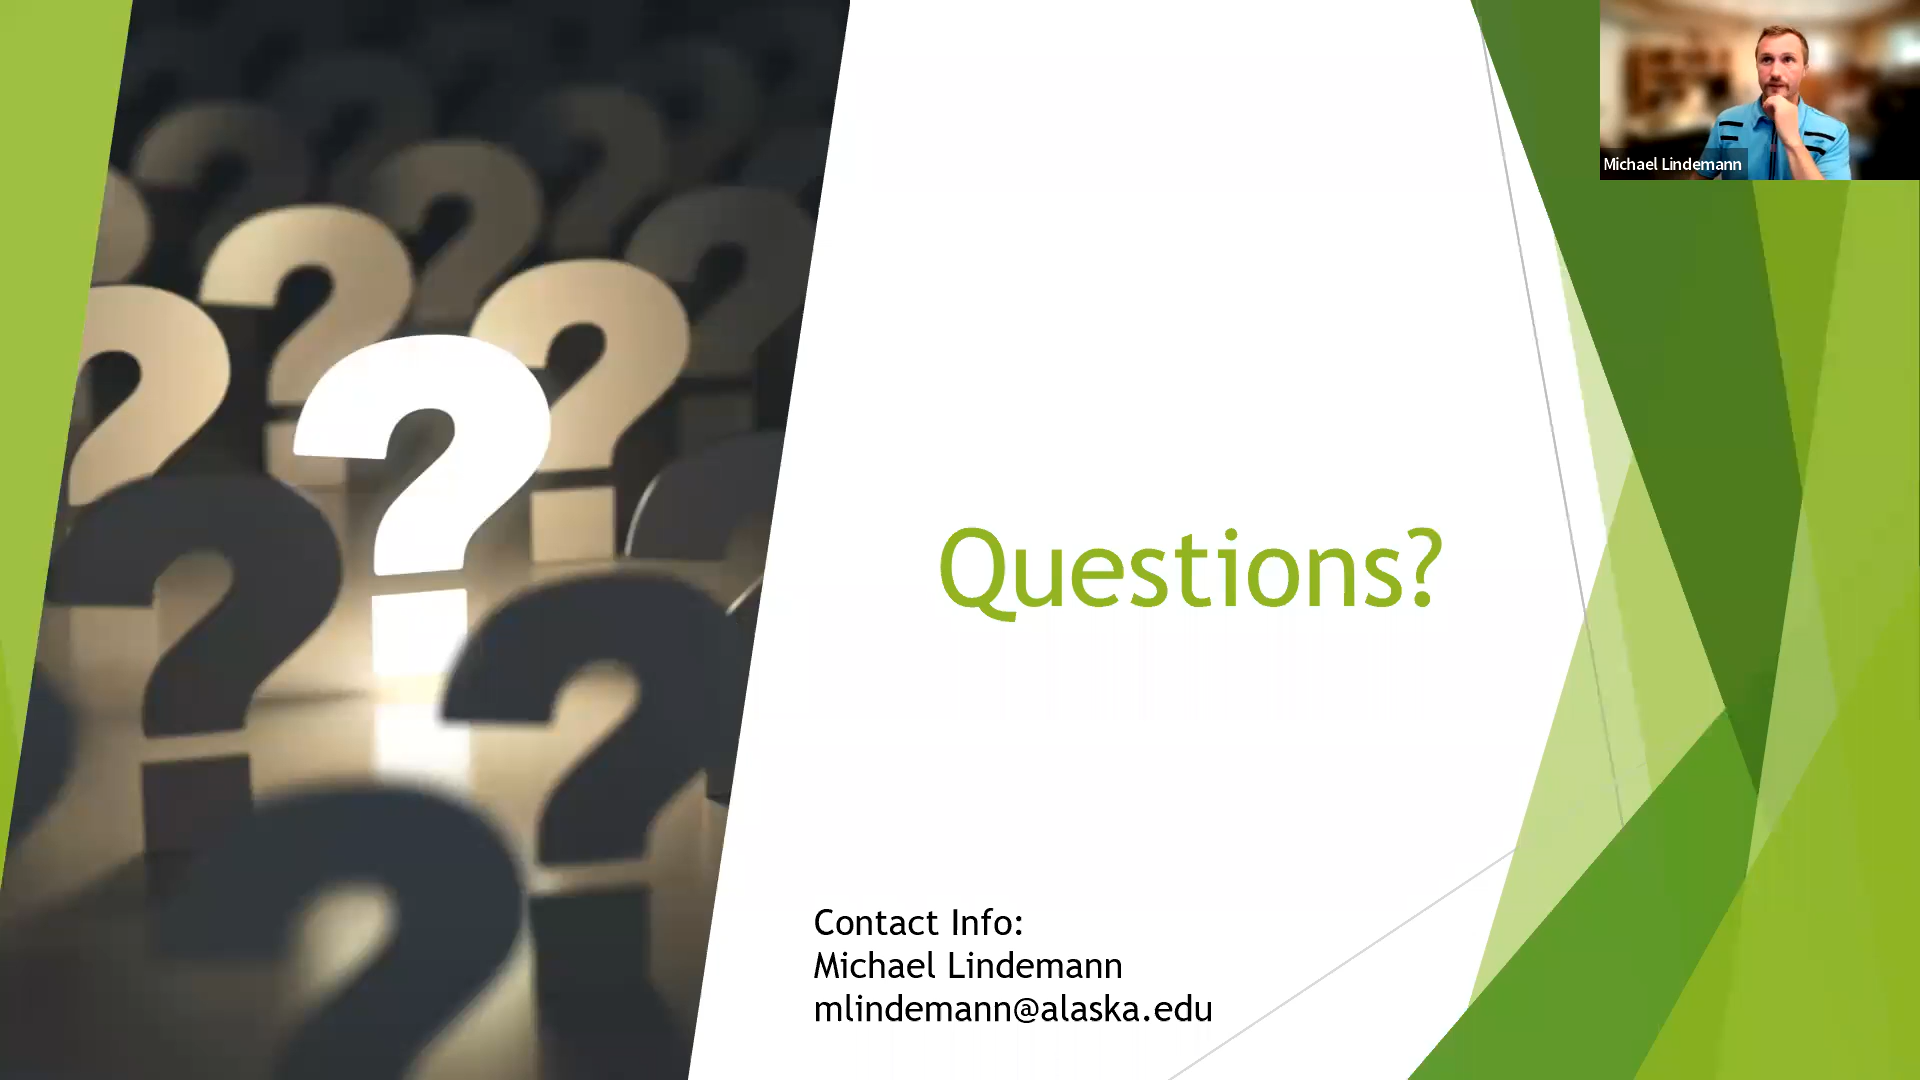 Michael Lindemann
Questions?
Contact Info:
Michael Lindemann
mlindemann@alaska.edu